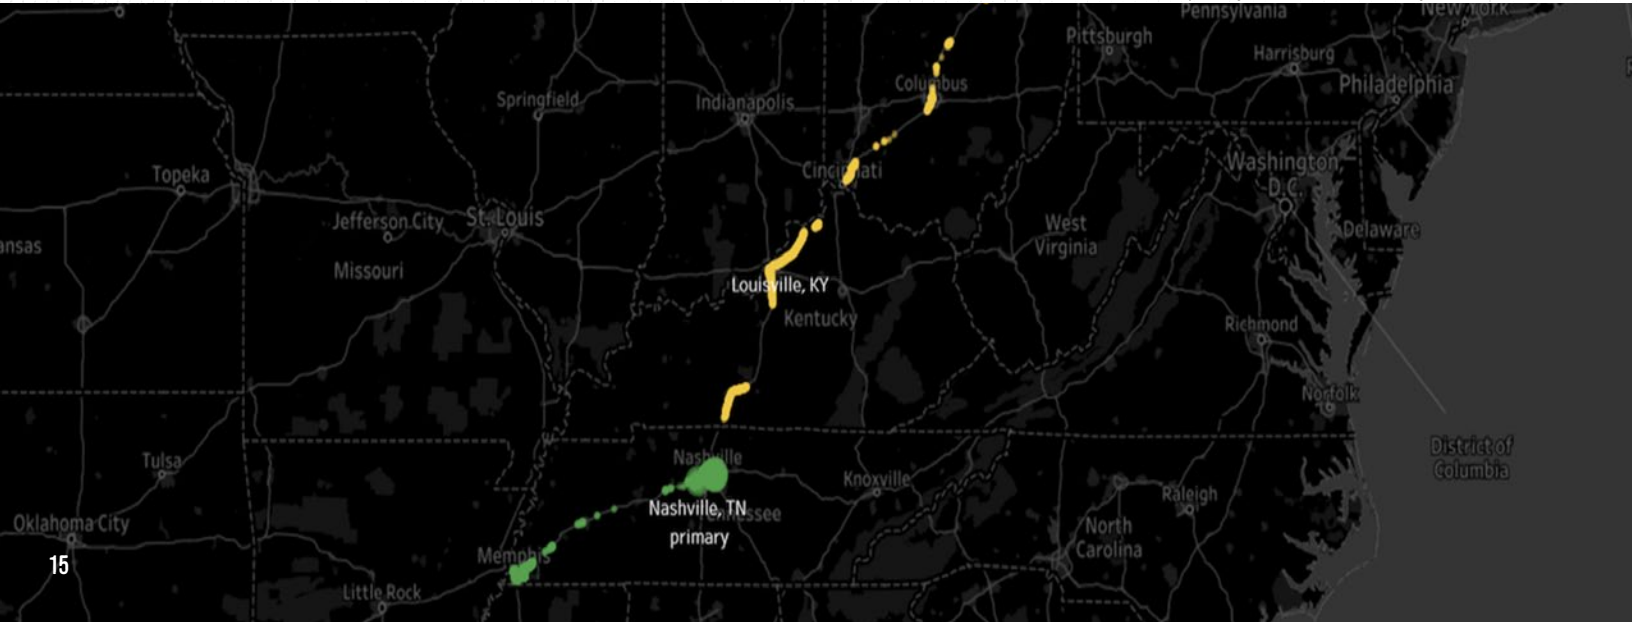 Pennsylvania
New York
Pittsburgh
Harrisburg
Columbus
Philadelphia
Springfield
Indianapolis
Topeka
Cincinnati
Washington
D.C.
Jefferson City
St. Louis
West
Virginia
Delaware
ansas
Missouri
Louisville, KY
Kentucky
Richmond
Norfolk
Nashville
Tulsa
Knoxville
District of
Columbia
Nashville, TN
primary
Raleigh
Oklahoma City
North
Carolina
Memphis
15
Little Rock